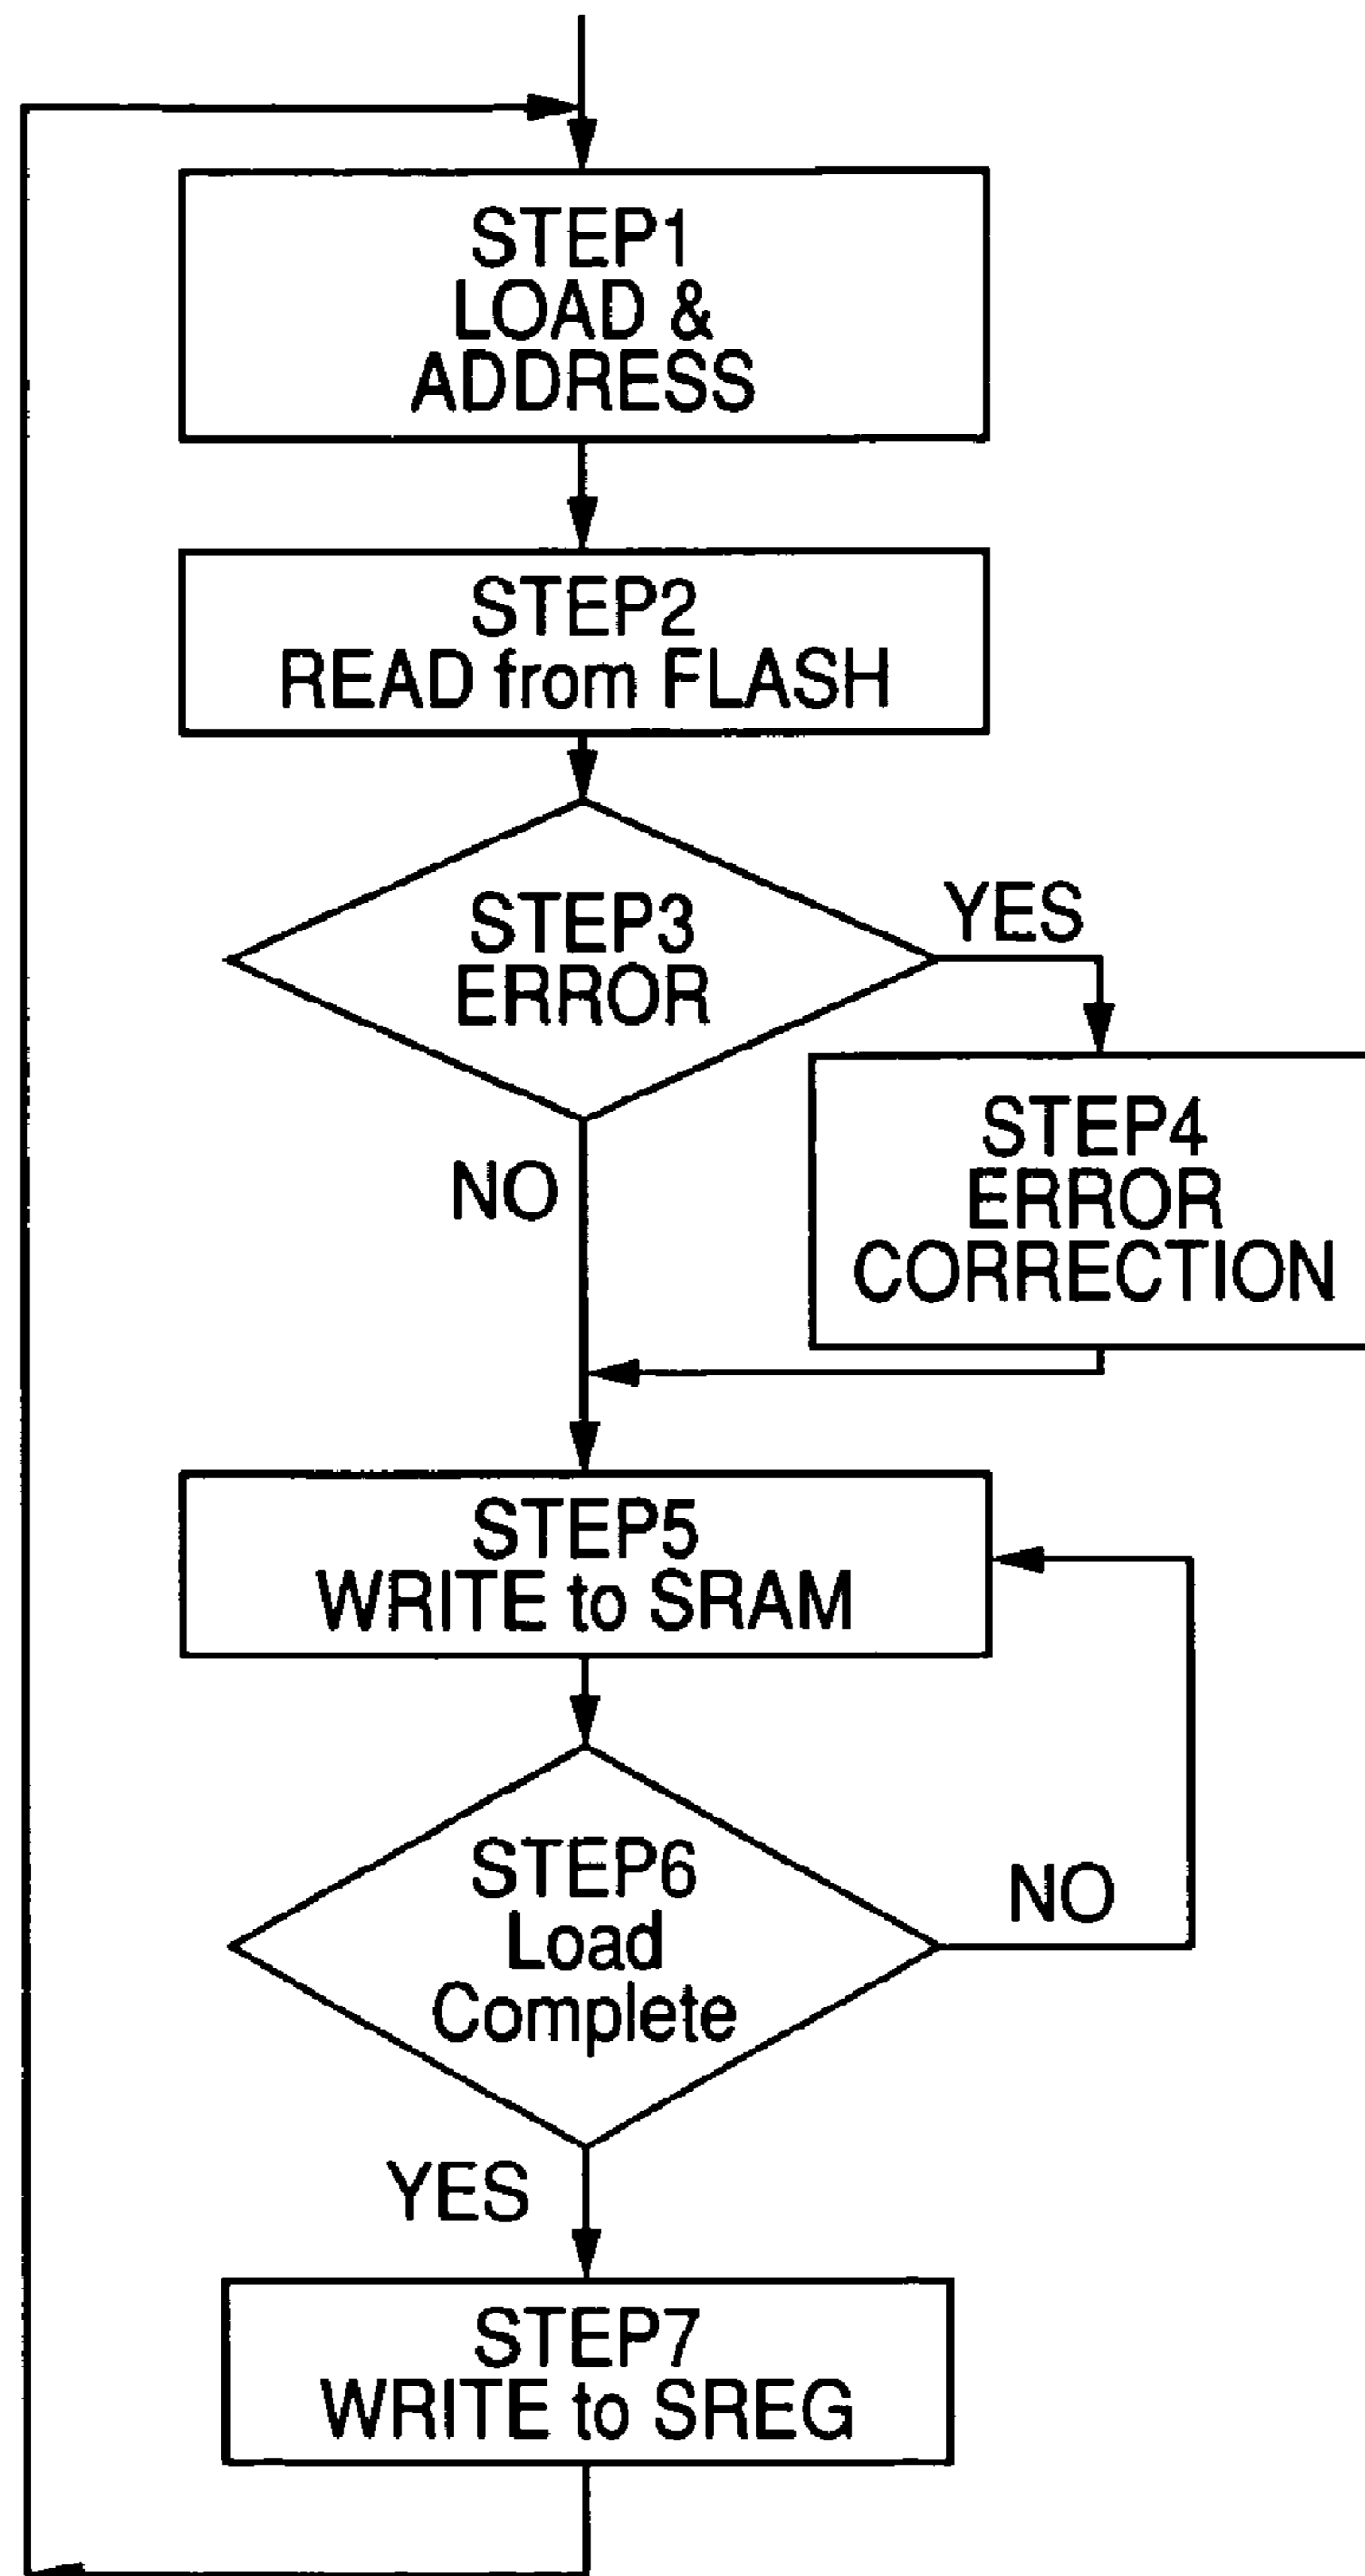 STEP1
LOAD &
ADDRESS
STEP2
READ from FLASH
STEP3
ERROR
YES
NO
STEP4
ERROR
CORRECTION
STEP5
WRITE to SRAM
STEP6
Load
Complete
NO
YES
STEP7
WRITE to SREG